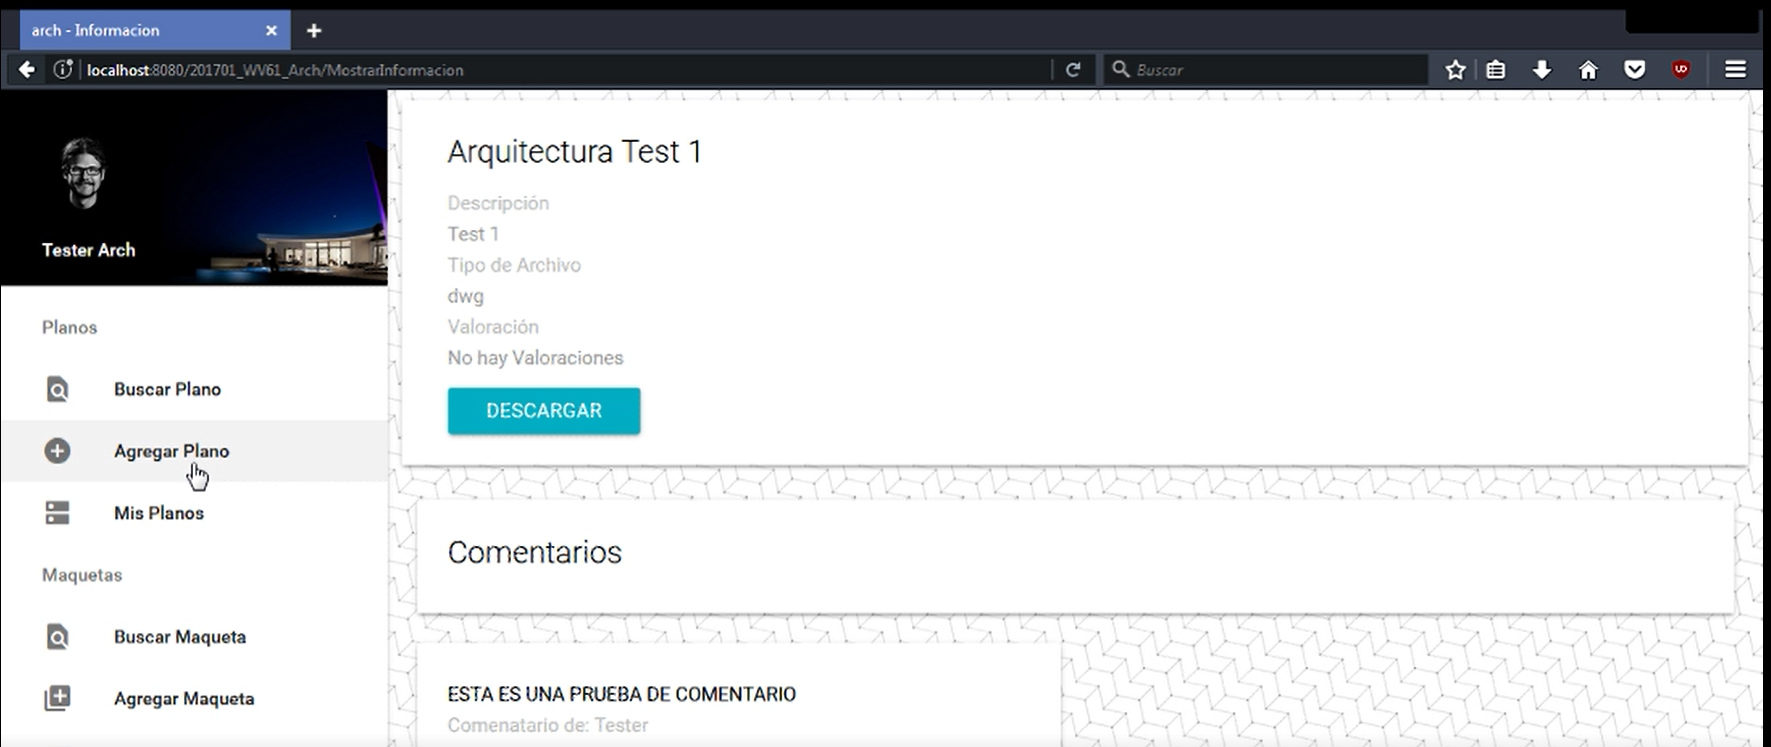 arch - Informacion
localhost:8080/201701_WV61_Arch/MostrarInformacion
Buscar
Tester Arch
Planos
Buscar Plano
Agregar Plano
Mis Planos
Maquetas
Buscar Maqueta
Agregar Maqueta
Arquitectura Test 1
Descripción
Test 1
Tipo de Archivo
dwg
Valoración
No hay Valoraciones
DESCARGAR
Comentarios
ESTA ES UNA PRUEBA DE COMENTARIO
Comenatario de: Tester